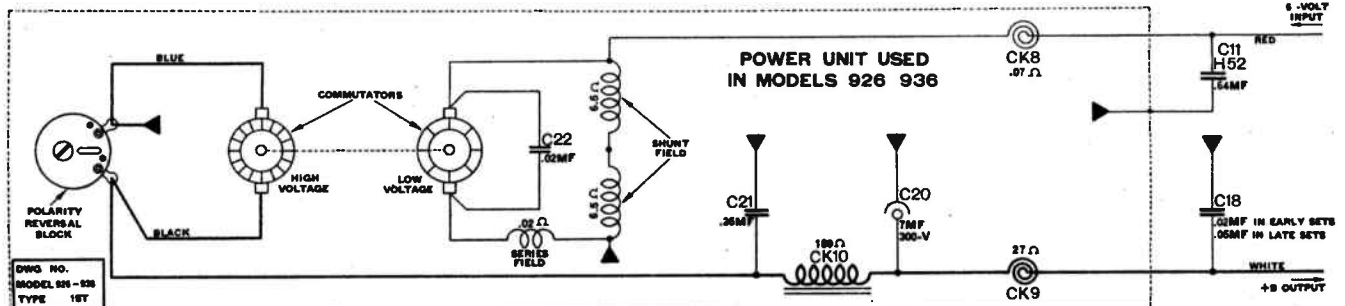 6 -VOLT
INPUT
RED
C11
H52
.54MF
CK8
.07 Ω
POWER UNIT USED
IN MODELS 926 936
BLUE
COMMUTATORS
C22
.02MF
6.5 Ω
6.5 Ω
SHUNT
FIELD
HIGH
VOLTAGE
LOW
VOLTAGE
POLARITY
REVERSAL
BLOCK
BLACK
.02 Ω
SERIES
FIELD
C21
.25MF
C20
7MF
300-V
C18
.02MF IN EARLY SETS
.05MF IN LATE SETS
CK10
27 Ω
CK9
WHITE
+B OUTPUT
DWG NO.
MODEL 926-936
TYPE 1ST